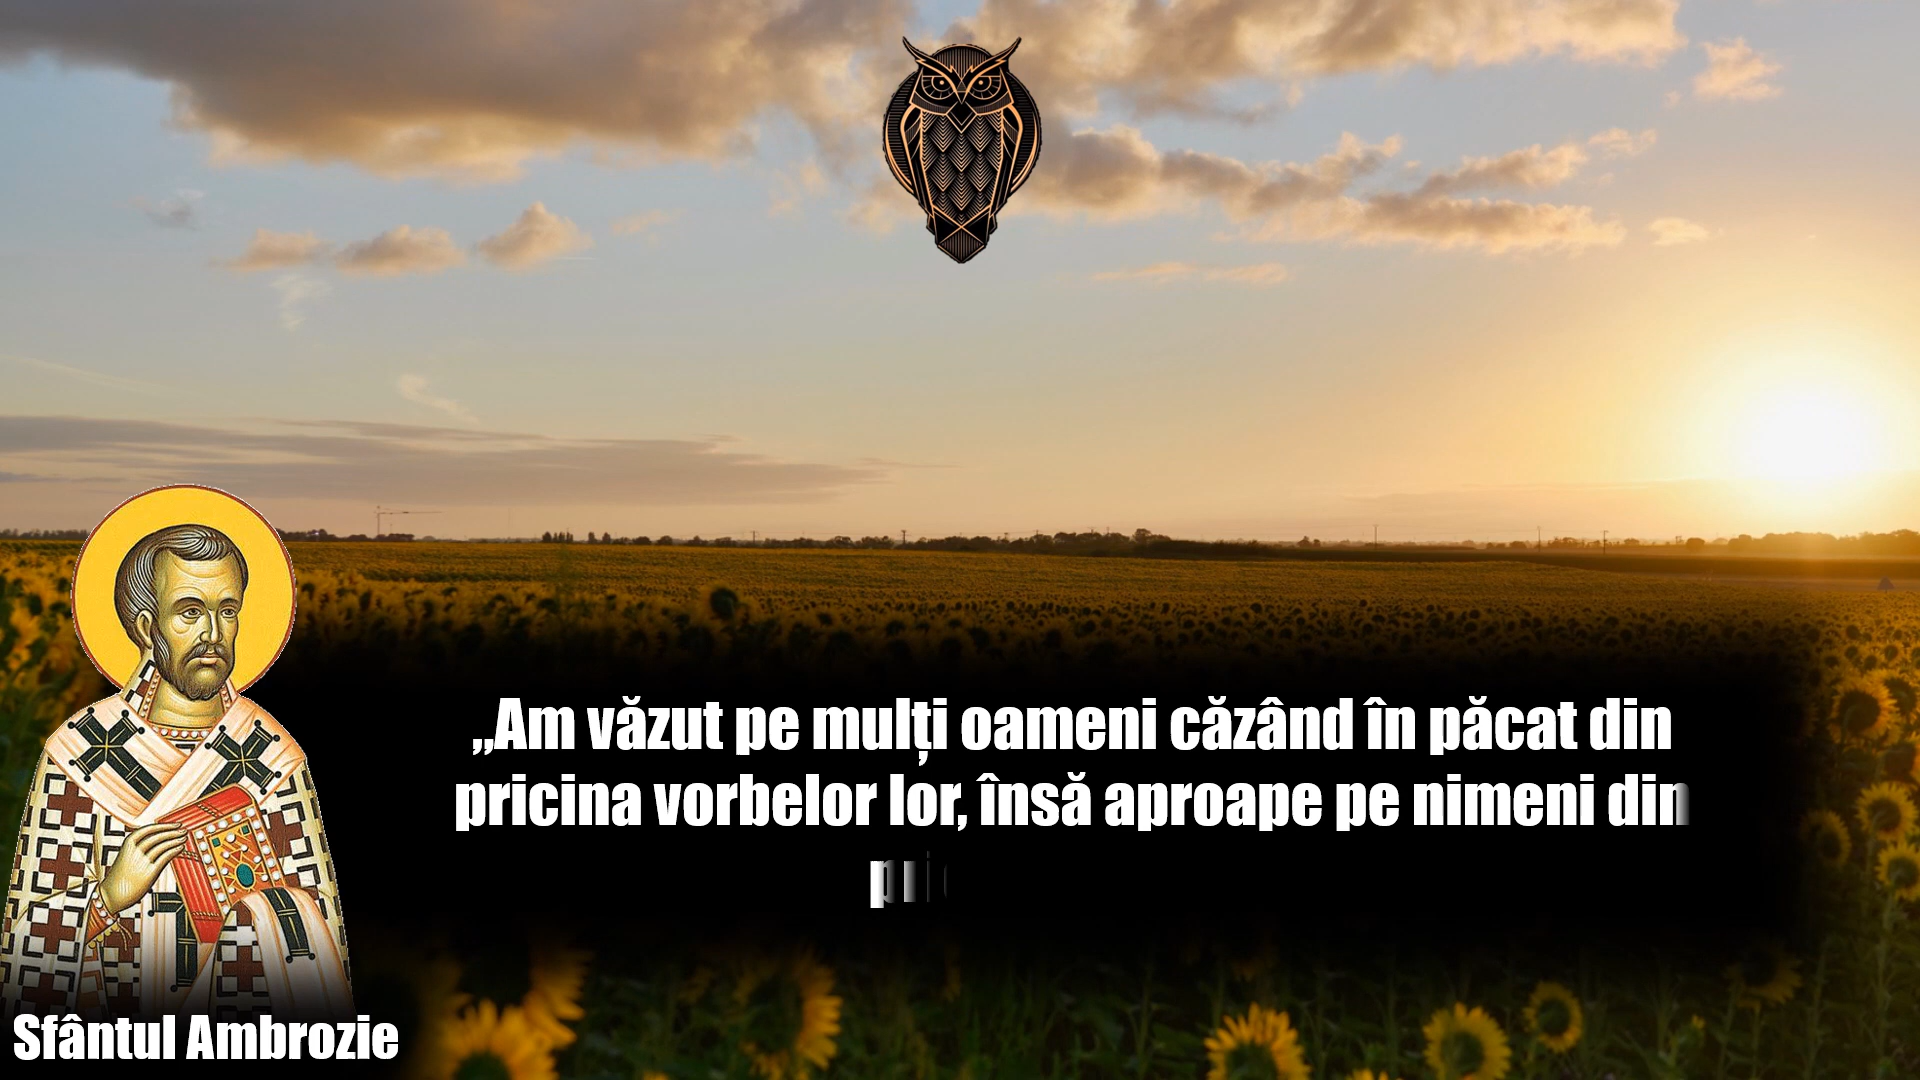 „Am văzut pe mulți oameni căzând în păcat din
pricina vorbelor lor, însă aproape pe nimeni din
Sfântul Ambrozie